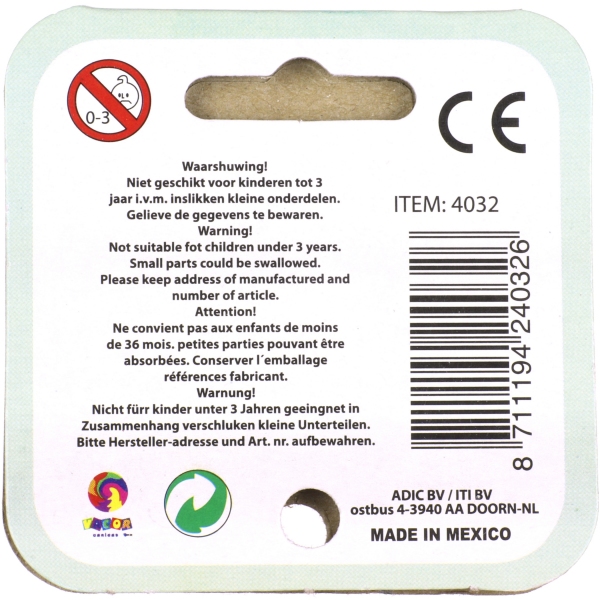 0-3
CE
Waarshuwing!
Niet geschikt voor kinderen tot 3
jaar i.v.m. inslikken kleine onderdelen.
Gelieve de gegevens te bewaren.
Warning!
Not suitable fot children under 3 years.
Small parts could be swallowed.
Please keep address of manufactured and
number of article.
Attention!
Ne convient pas aux enfants de moins
de 36 mois. petites parties pouvant être
absorbées. Conserver l´emballage
références fabricant.
Warnung!
Nicht fürr kinder unter 3 Jahren geeingnet in
Zusammenhang verschluken kleine Unterteilen.
Bitte Hersteller-adresse und Art. nr. aufbewahren.
ITEM: 4032
8 711194 240326
VACOR
canicas
ADIC BV / ITI BV
ostbus 4-3940 AA DOORN-NL
MADE IN MEXICO